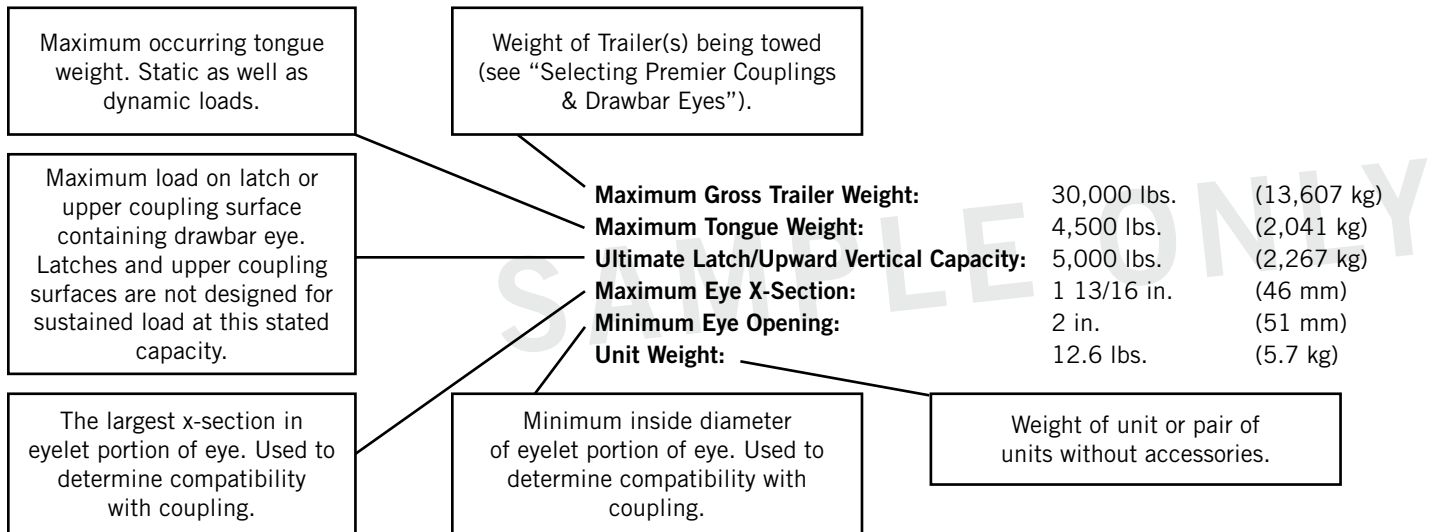 Maximum occurring tongue
weight. Static as well as
dynamic loads.
Weight of Trailer(s) being towed
(see “Selecting Premier Couplings
& Drawbar Eyes”).
Maximum load on latch or
upper coupling surface
containing drawbar eye.
Latches and upper coupling
surfaces are not designed for
sustained load at this stated
capacity.
SAMPLE ONLY
Maximum Gross Trailer Weight: 30,000 lbs. (13,607 kg)
Maximum Tongue Weight: 4,500 lbs. (2,041 kg)
Ultimate Latch/Upward Vertical Capacity: 5,000 lbs. (2,267 kg)
Maximum Eye X-Section: 1 13/16 in. (46 mm)
Minimum Eye Opening: 2 in. (51 mm)
Unit Weight: 12.6 lbs. (5.7 kg)
The largest x-section in
eyelet portion of eye. Used to
determine compatibility
with coupling.
Minimum inside diameter
of eyelet portion of eye. Used to
determine compatibility with
coupling.
Weight of unit or pair of
units without accessories.